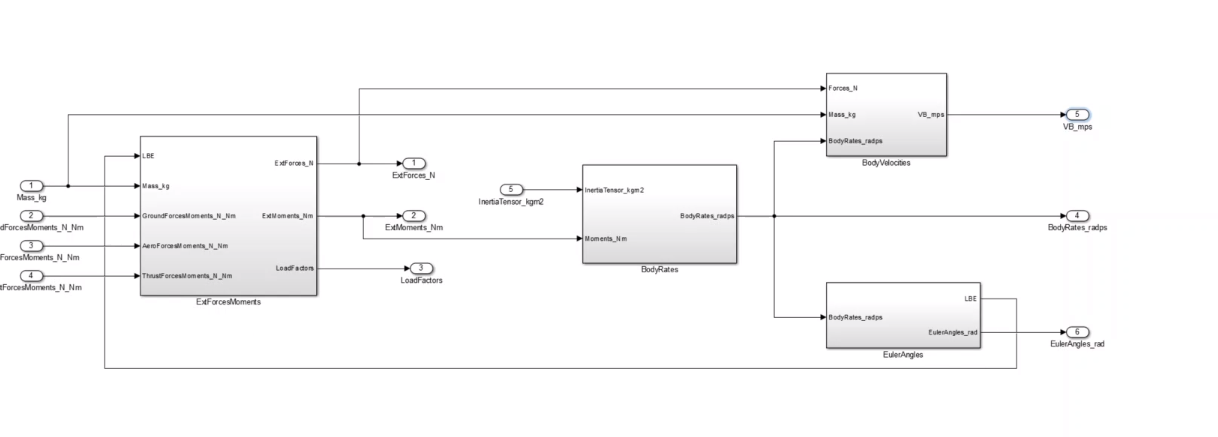 Forces_N
Mass_kg
VB_mps
5
VB_mps
BodyRates_radps
BodyVelocities
LBE
ExtForces_N
1
ExtForces_N
1
Mass_kg
Mass_kg
5
InertiaTensor_kgm2
InertiaTensor_kgm2
2
dForcesMoments_N_Nm
GroundForcesMoments_N_Nm
ExtMoments_Nm
2
ExtMoments_Nm
BodyRates_radps
4
BodyRates_radps
3
ForcesMoments_N_Nm
AeroForcesMoments_N_Nm
Moments_Nm
BodyRates
4
tForcesMoments_N_Nm
ThrustForcesMoments_N_Nm
LoadFactors
3
LoadFactors
ExtForcesMoments
LBE
BodyRates_radps
EulerAngles_rad
6
EulerAngles_rad
EulerAngles